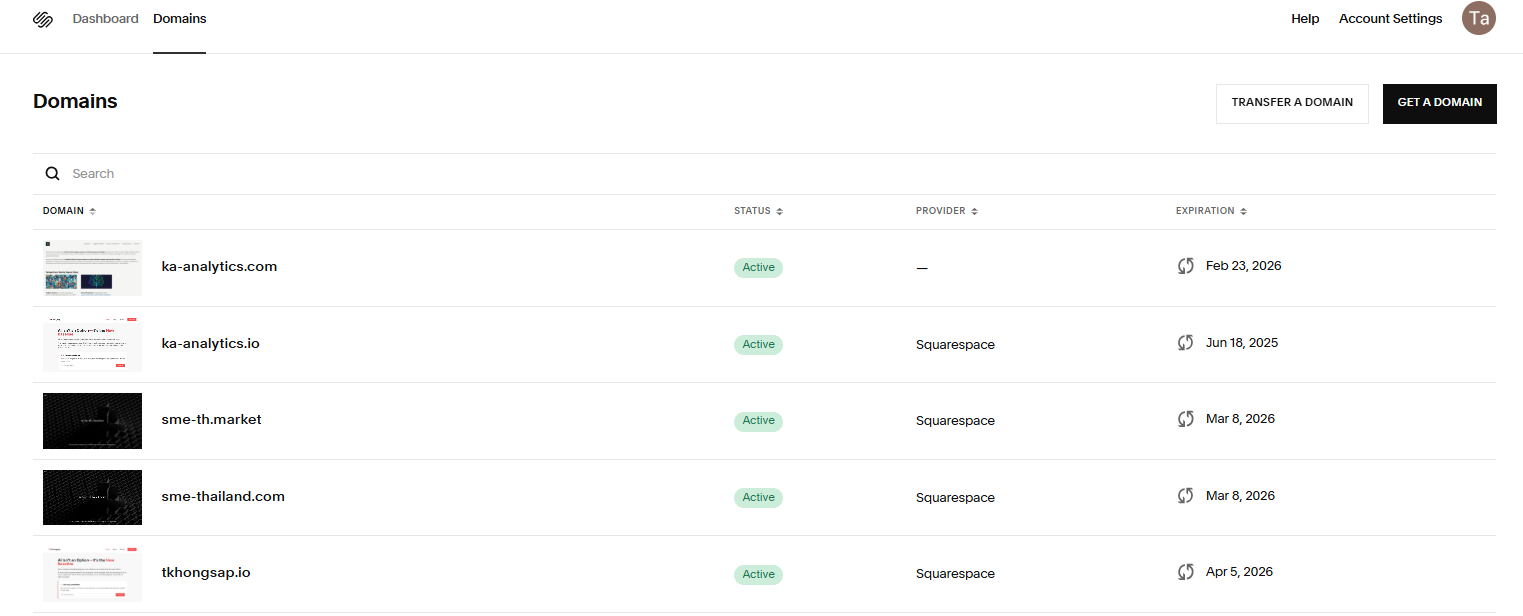 Dashboard Domains Help Account Settings Ta
Domains TRANSFER A DOMAIN GET A DOMAIN
Search
DOMAIN STATUS PROVIDER EXPIRATION
ka-analytics.com Active — Feb 23, 2026
ka-analytics.io Active Squarespace Jun 18, 2025
sme-th.market Active Squarespace Mar 8, 2026
sme-thailand.com Active Squarespace Mar 8, 2026
tkhongsap.io Active Squarespace Apr 5, 2026